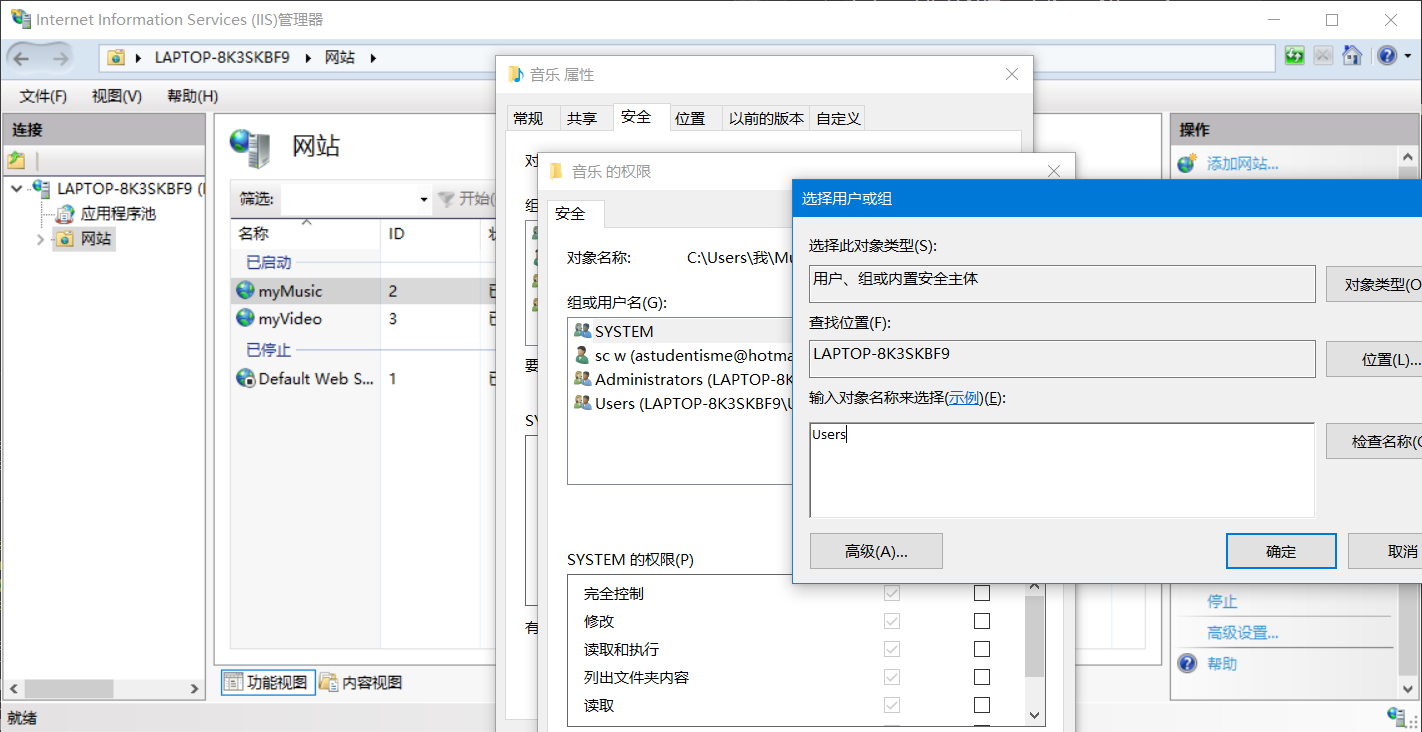 Internet Information Services (IIS)管理器
LAPTOP-8K3SKBF9
网站
文件(F)
视图(V)
帮助(H)
连接
LAPTOP-8K3SKBF9 (
应用程序池
网站
网站
筛选:
开始(
名称
ID
已启动
myMusic
2
myVideo
3
已停止
Default Web S...
1
功能视图
内容视图
就绪
操作
添加网站...
停止
高级设置...
帮助
音乐 属性
常规
共享
安全
位置
以前的版本
自定义
对
组
要
SY
有
音乐 的权限
安全
对象名称:
C:\Users\我\Mu
组或用户名(G):
SYSTEM
sc w (astudentisme@hotma
Administrators (LAPTOP-8K
Users (LAPTOP-8K3SKBF9\U
SYSTEM 的权限(P)
完全控制
修改
读取和执行
列出文件夹内容
读取
选择用户或组
选择此对象类型(S):
用户、组或内置安全主体
对象类型(O
查找位置(F):
LAPTOP-8K3SKBF9
位置(L)...
输入对象名称来选择(示例)(E):
Users
检查名称(C
高级(A)...
确定
取消